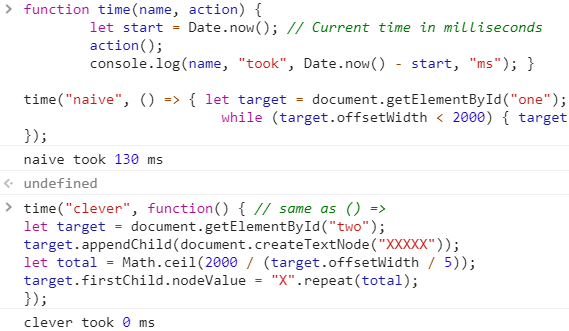 function time(name, action) {
let start = Date.now(); // Current time in milliseconds
action();
console.log(name, "took", Date.now() - start, "ms"); }
time("naive", () => { let target = document.getElementById("one");
while (target.offsetWidth < 2000) { target
});
naive took 130 ms
undefined
time("clever", function() { // same as () =>
let target = document.getElementById("two");
target.appendChild(document.createTextNode("XXXXX"));
let total = Math.ceil(2000 / (target.offsetWidth / 5));
target.firstChild.nodeValue = "X".repeat(total);
});
clever took 0 ms